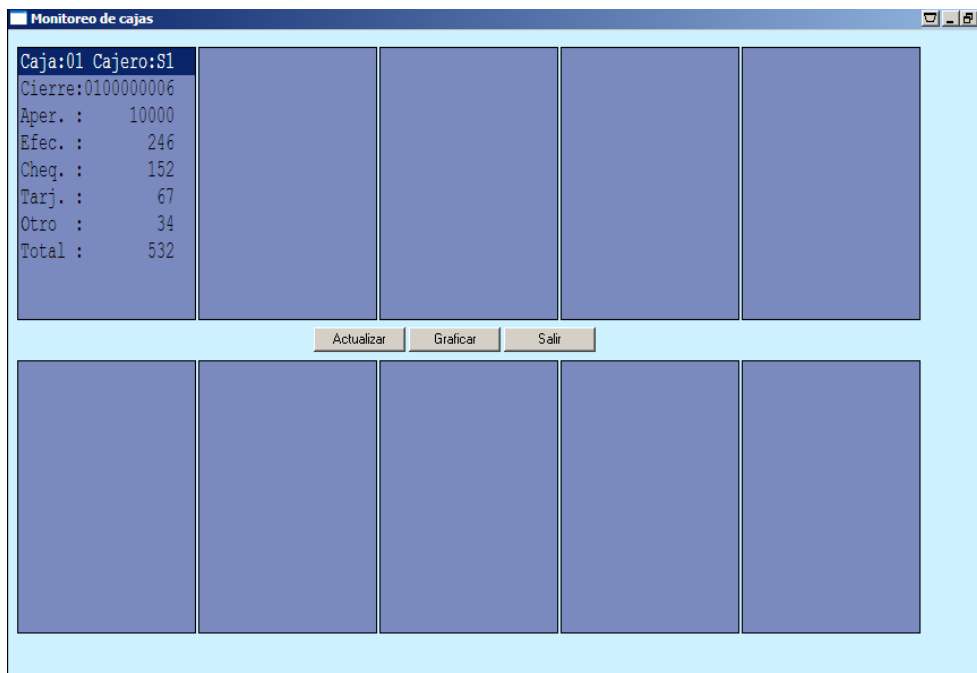 Monitoreo de cajas
Caja:01 Cajero:S1
Cierre:0100000006
Aper. : 10000
Efec. : 246
Cheq. : 152
Tarj. : 67
Otro : 34
Total : 532
Actualizar Graficar Salir